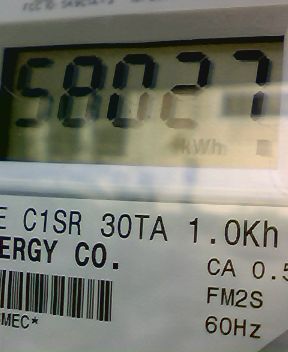 58027
kWh
E C1SR 30TA 1.0Kh
ERGY CO.
CA 0.5
FM2S
MEC*
60Hz